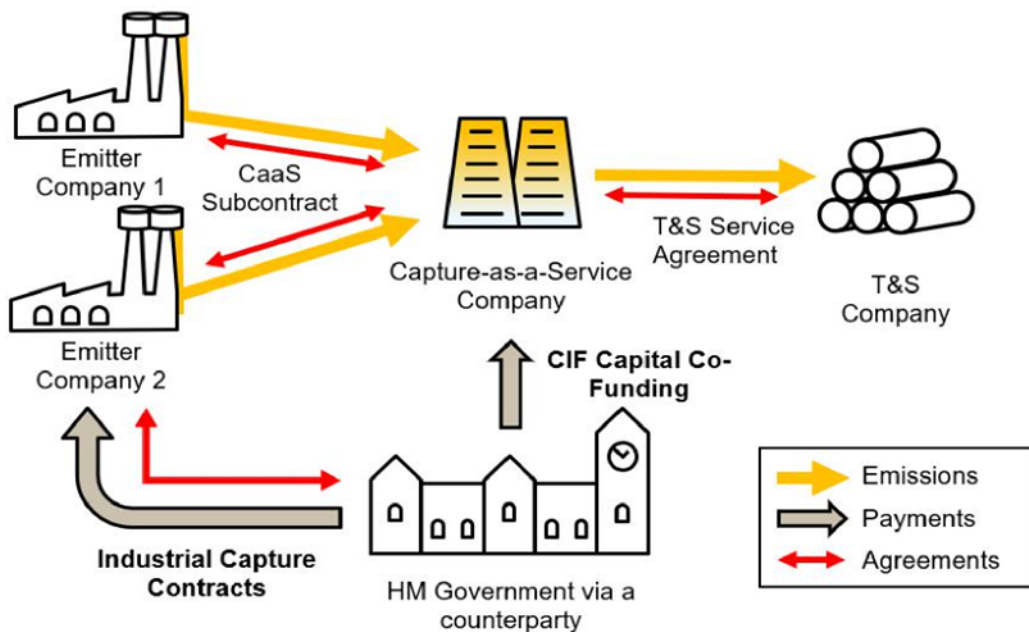 Emitter
Company 1
CaaS
Subcontract
Emitter
Company 2
Capture-as-a-Service
Company
T&S Service
Agreement
T&S
Company
CIF Capital Co-
Funding
Industrial Capture
Contracts
HM Government via a
counterparty
Emissions
Payments
Agreements